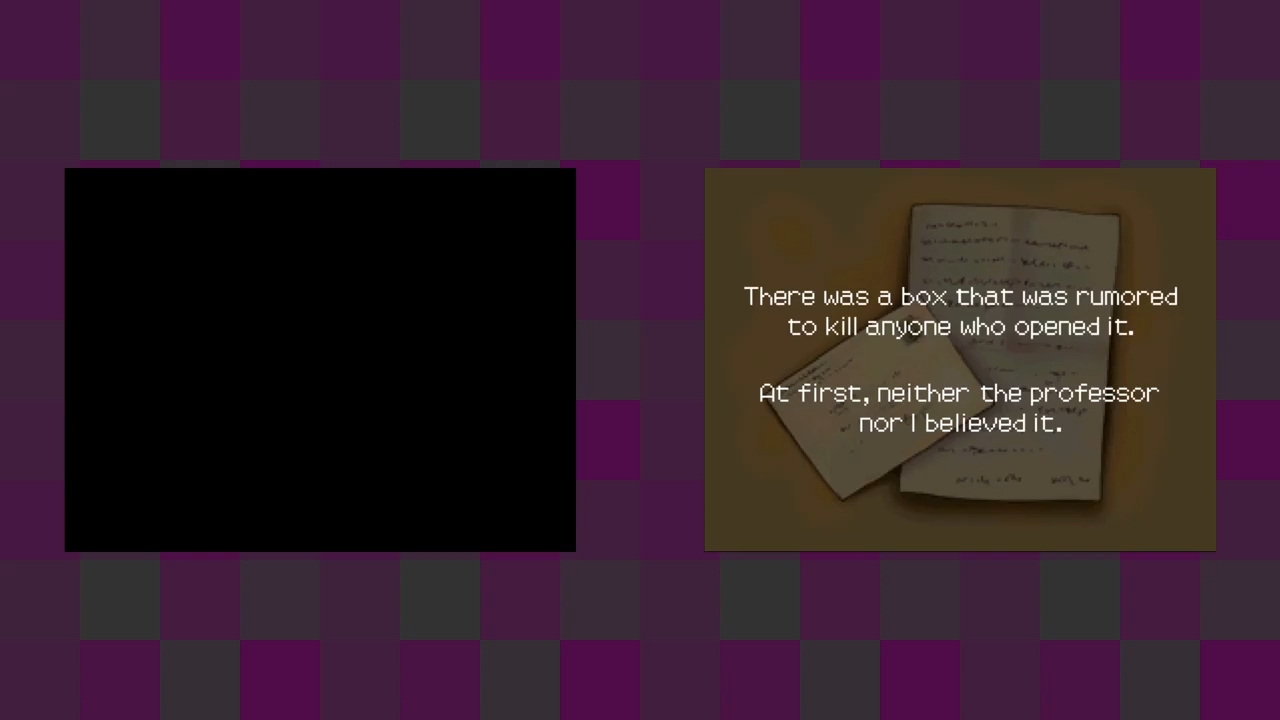 There was a box that was rumored
to kill anyone who opened it.
At first, neither the professor
nor I believed it.